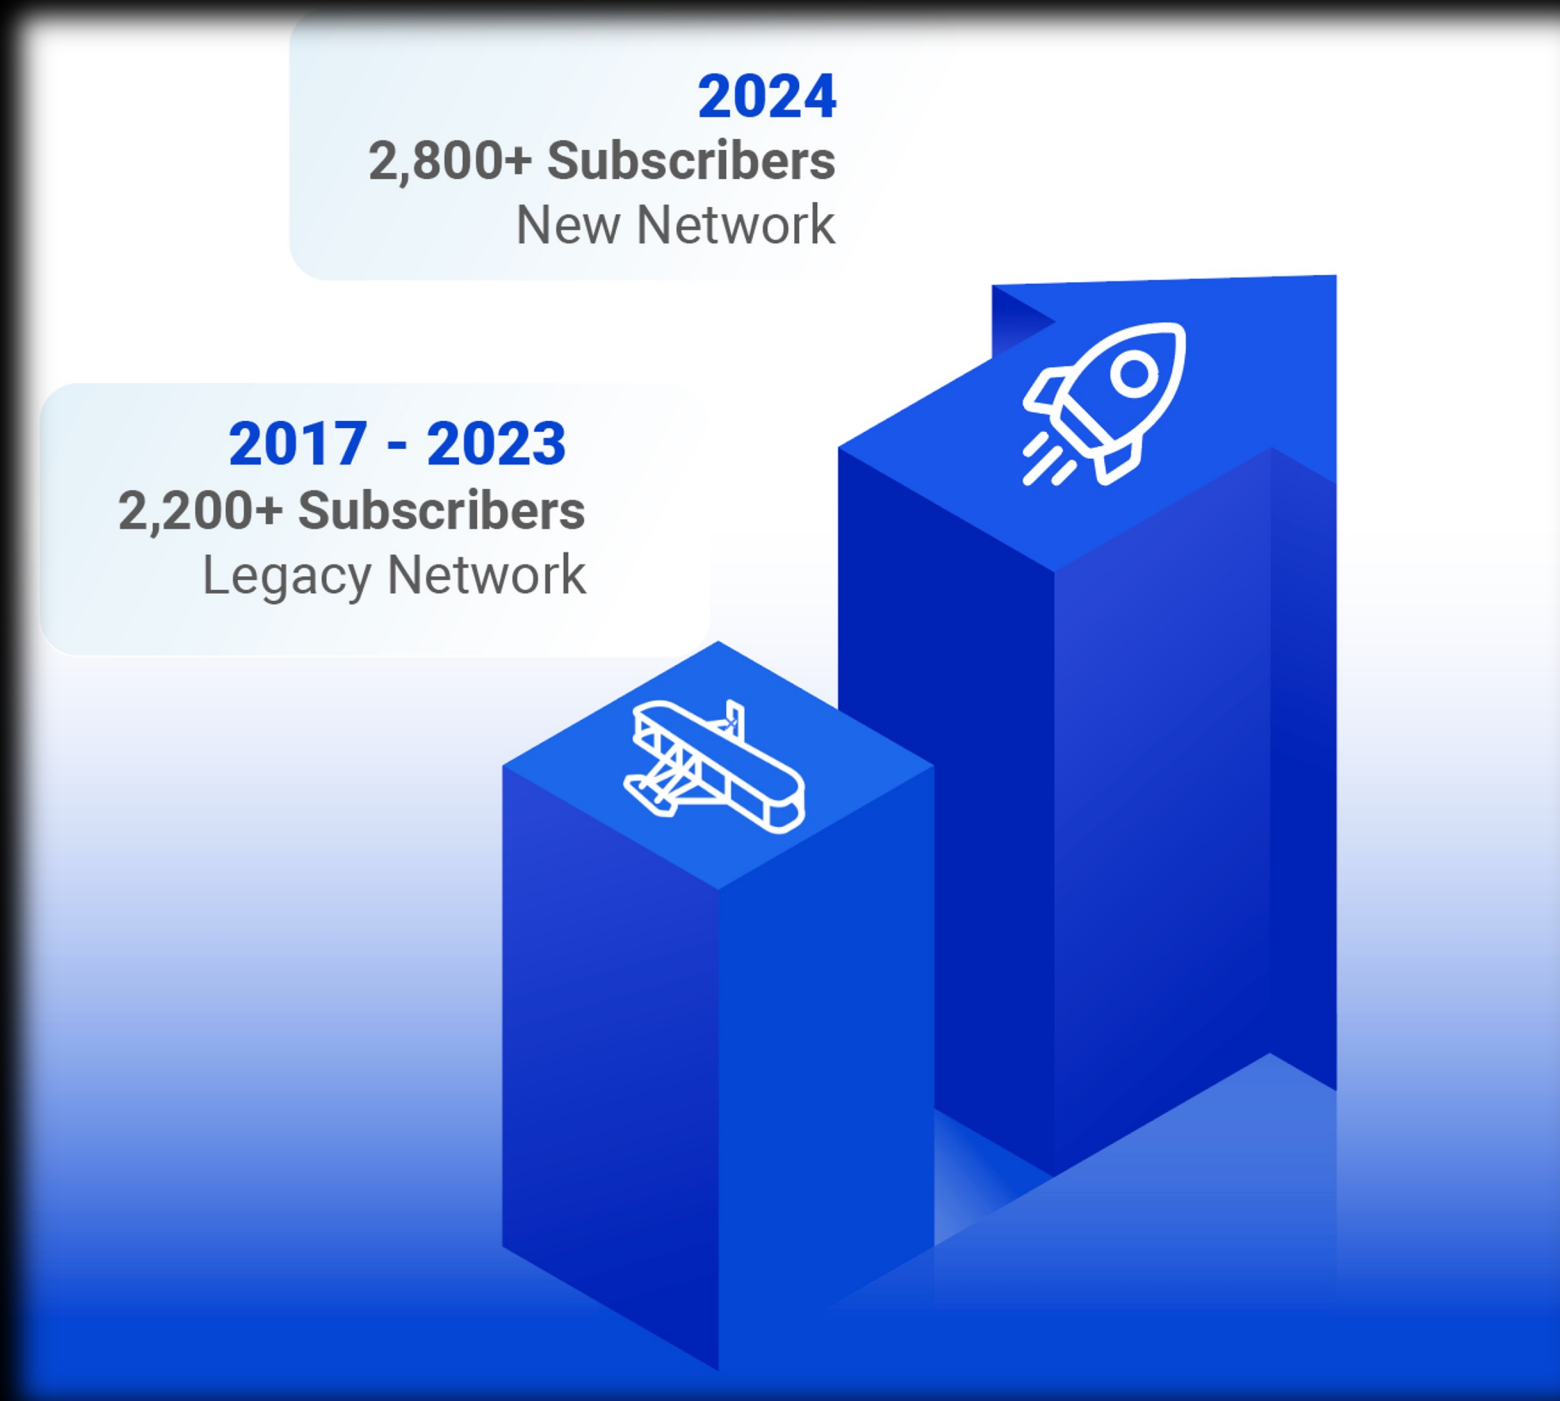 2024
2,800+ Subscribers
New Network
2017 - 2023
2,200+ Subscribers
Legacy Network